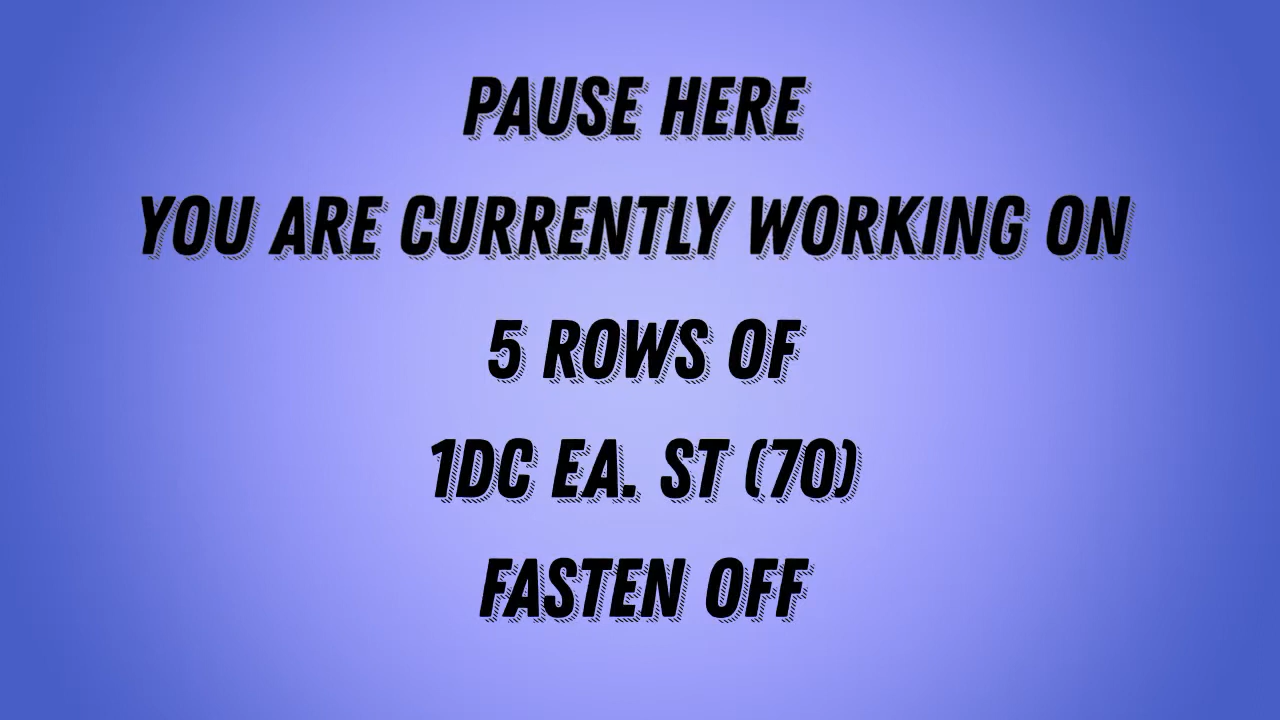 PAUSE HERE
YOU ARE CURRENTLY WORKING ON
5 ROWS OF
1DC EA. ST (70)
FASTEN OFF